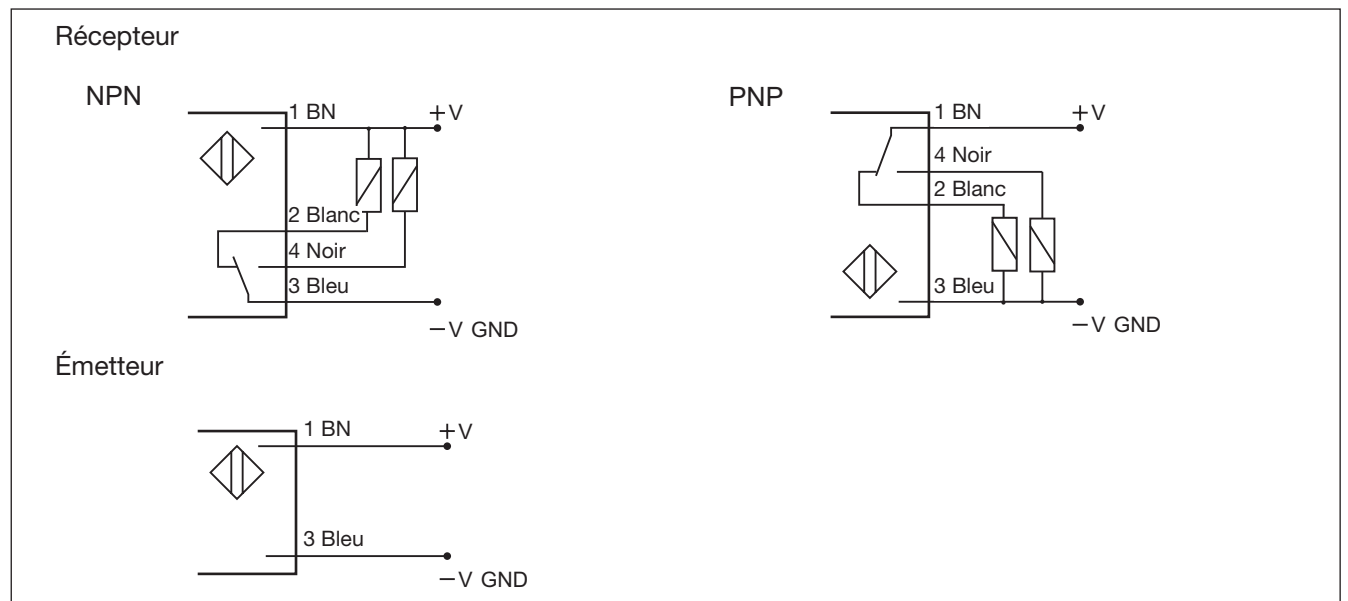 Récepteur
NPN
1 BN
+V
2 Blanc
4 Noir
3 Bleu
−V GND
PNP
1 BN
+V
4 Noir
2 Blanc
3 Bleu
−V GND
Émetteur
1 BN
+V
3 Bleu
−V GND